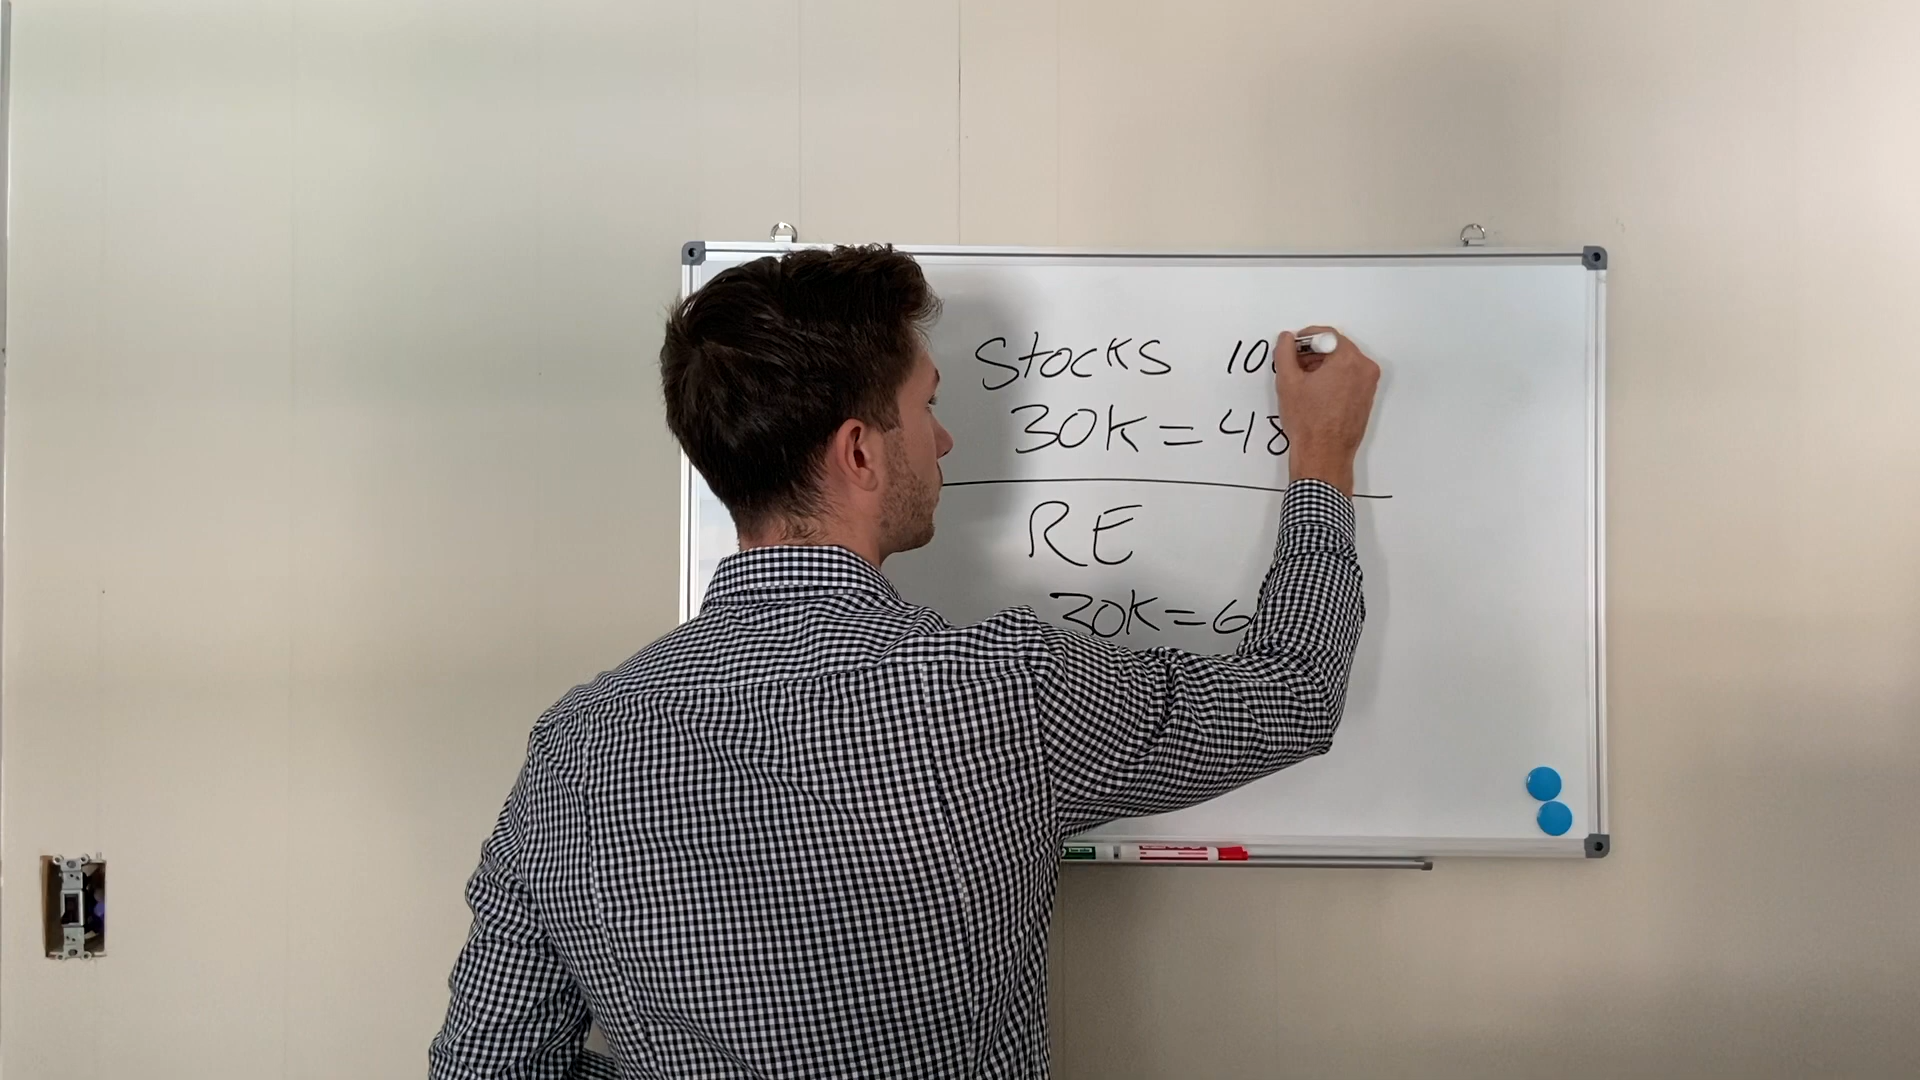 Stocks 10
30K = 48
RE
30K = 6